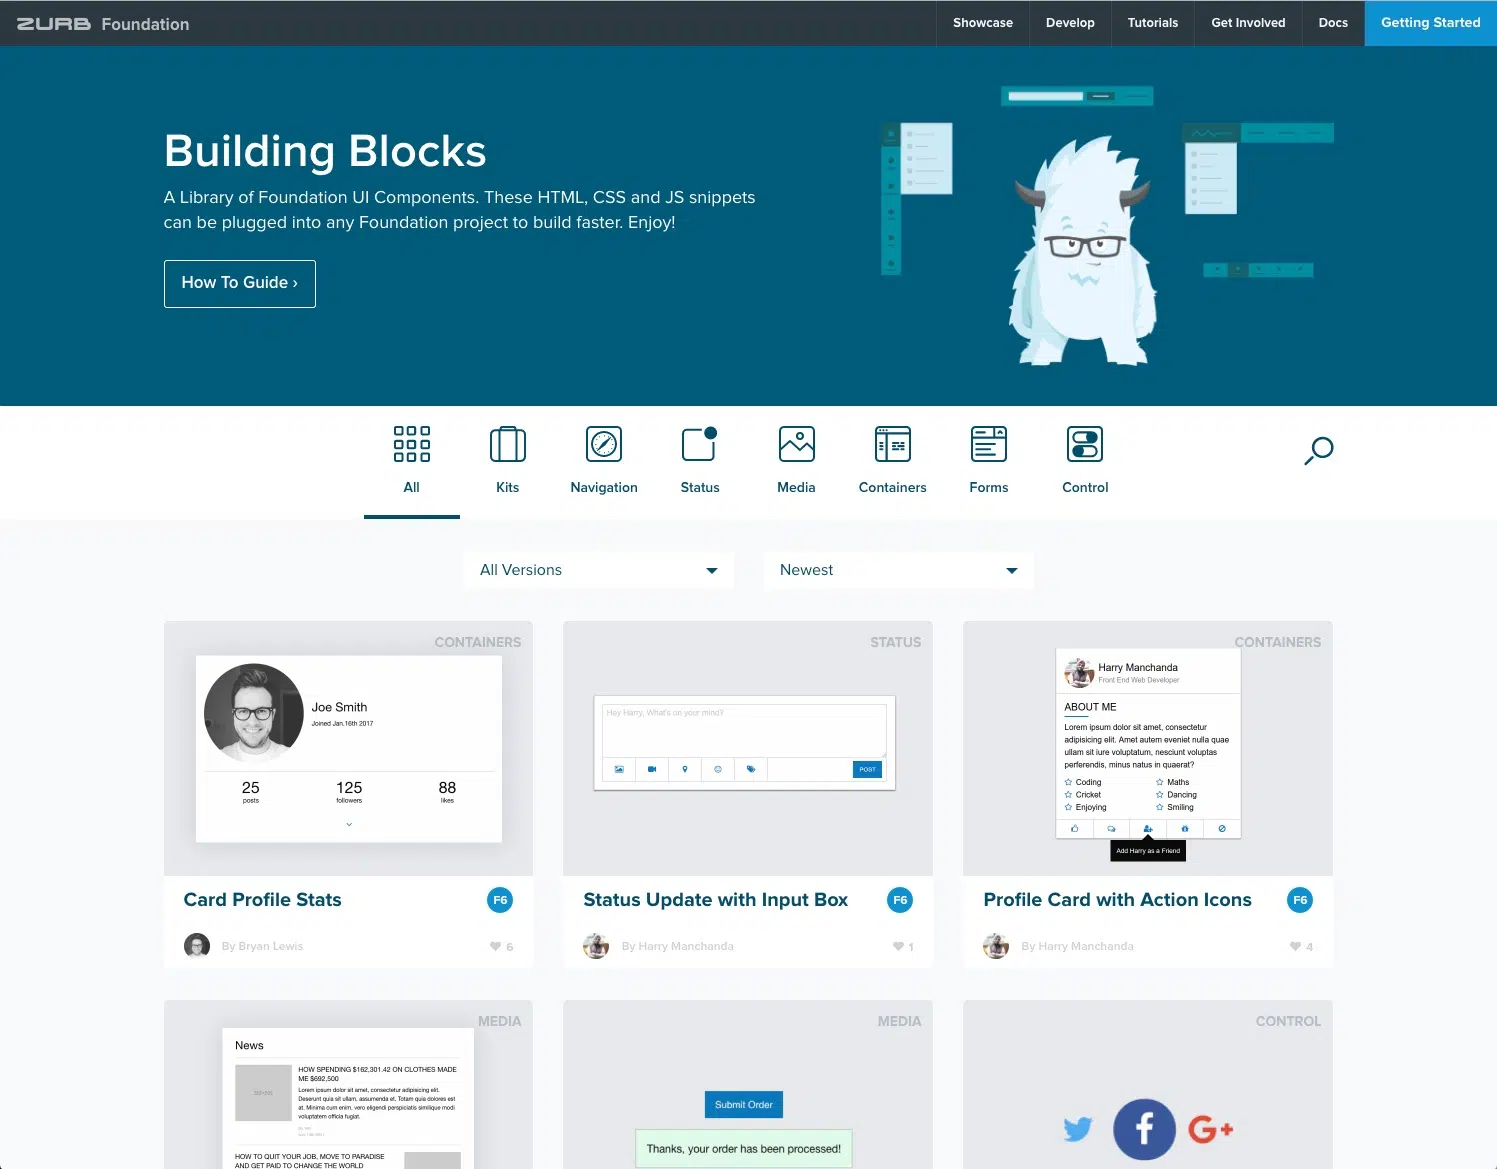 ZURB Foundation
Showcase
Develop
Tutorials
Get Involved
Docs
Getting Started
Building Blocks
A Library of Foundation UI Components. These HTML, CSS and JS snippets
can be plugged into any Foundation project to build faster. Enjoy!
How To Guide ›
All
Kits
Navigation
Status
Media
Containers
Forms
Control
All Versions
Newest
CONTAINERS
Joe Smith
Joined Jan.16th 2017
25
125
88
posts
followers
likes
Card Profile Stats
F6
By Bryan Lewis
6
STATUS
Hey Harry, What's on your mind?
POST
Status Update with Input Box
F6
By Harry Manchanda
1
CONTAINERS
Harry Manchanda
Front End Web Developer
ABOUT ME
Lorem ipsum dolor sit amet, consectetur
adipisicing elit. Amet autem eveniet nulla quae
ullam sit iure voluptatum, nesciunt voluptas
perferendis, minus natus in quaerat?
Coding
Maths
Cricket
Dancing
Enjoying
Smiling
Add Harry as a Friend
Profile Card with Action Icons
F6
By Harry Manchanda
4
MEDIA
News
HOW SPENDING $162,301.42 ON CLOTHES MADE
ME $692,500
Lorem ipsum dolor sit amet, consectetur adipisicing elit.
Deserunt quia sit ullam, assumenda et. Totam quia dolores est
at. Minima cum enim, vero eligendi perspiciatis similique modi
voluptatem officia fugiat.
HOW TO QUIT YOUR JOB, MOVE TO PARADISE
AND GET PAID TO CHANGE THE WORLD
MEDIA
Submit Order
Thanks, your order has been processed!
CONTROL
f
G+